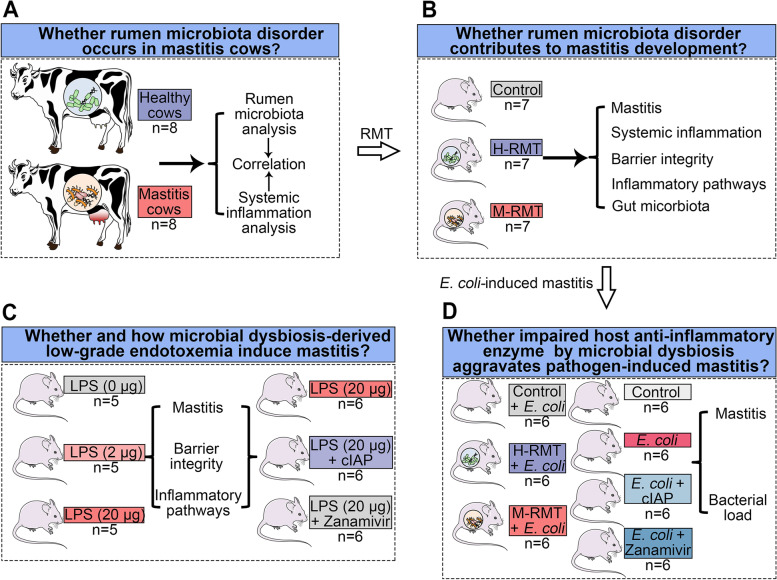 A
Whether rumen microbiota disorder
occurs in mastitis cows?
Healthy
cows
n=8
Mastitis
cows
n=8
Rumen
microbiota
analysis
Correlation
Systemic
inflammation
analysis
RMT
B
Whether rumen microbiota disorder
contributes to mastitis development?
Control
n=7
H-RMT
n=7
M-RMT
n=7
Mastitis
Systemic inflammation
Barrier integrity
Inflammatory pathways
Gut micorbiota
E. coli-induced mastitis
C
Whether and how microbial dysbiosis-derived
low-grade endotoxemia induce mastitis?
LPS (0 µg)
n=5
LPS (2 µg)
n=5
LPS (20 µg)
n=5
Mastitis
Barrier
integrity
Inflammatory
pathways
LPS (20 µg)
n=6
LPS (20 µg)
+ cIAP
n=6
LPS (20 µg)
+ Zanamivir
n=6
D
Whether impaired host anti-inflammatory
enzyme by microbial dysbiosis
aggravates pathogen-induced mastitis?
Control
+ E. coli
n=6
H-RMT
+ E. coli
n=6
M-RMT
+ E. coli
n=6
Control
n=6
E. coli
n=6
E. coli +
cIAP
n=6
E. coli +
Zanamivir
n=6
Mastitis
Bacterial
load